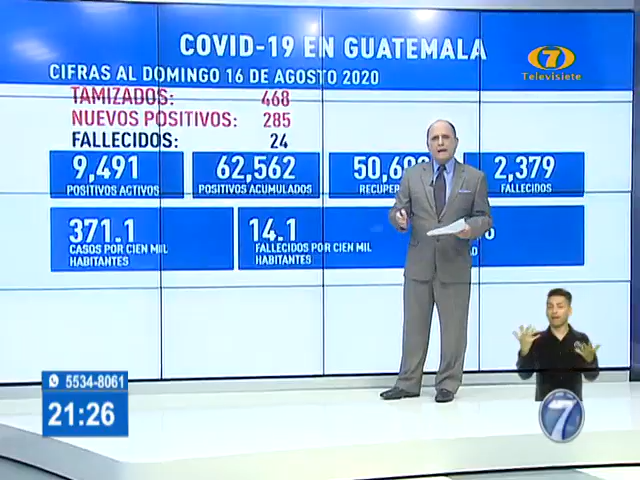 COVID-19 EN GUATEMALA
7
Televisiete
CIFRAS AL DOMINGO 16 DE AGOSTO 2020
TAMIZADOS: 468
NUEVOS POSITIVOS: 285
FALLECIDOS: 24
9,491 62,562 2,379
POSITIVOS ACTIVOS POSITIVOS ACUMULADOS FALLECIDOS
371.1 14.1
CASOS POR CIEN MIL FALLECIDOS POR CIEN MIL
HABITANTES HABITANTES
5534-8061
21:26
7